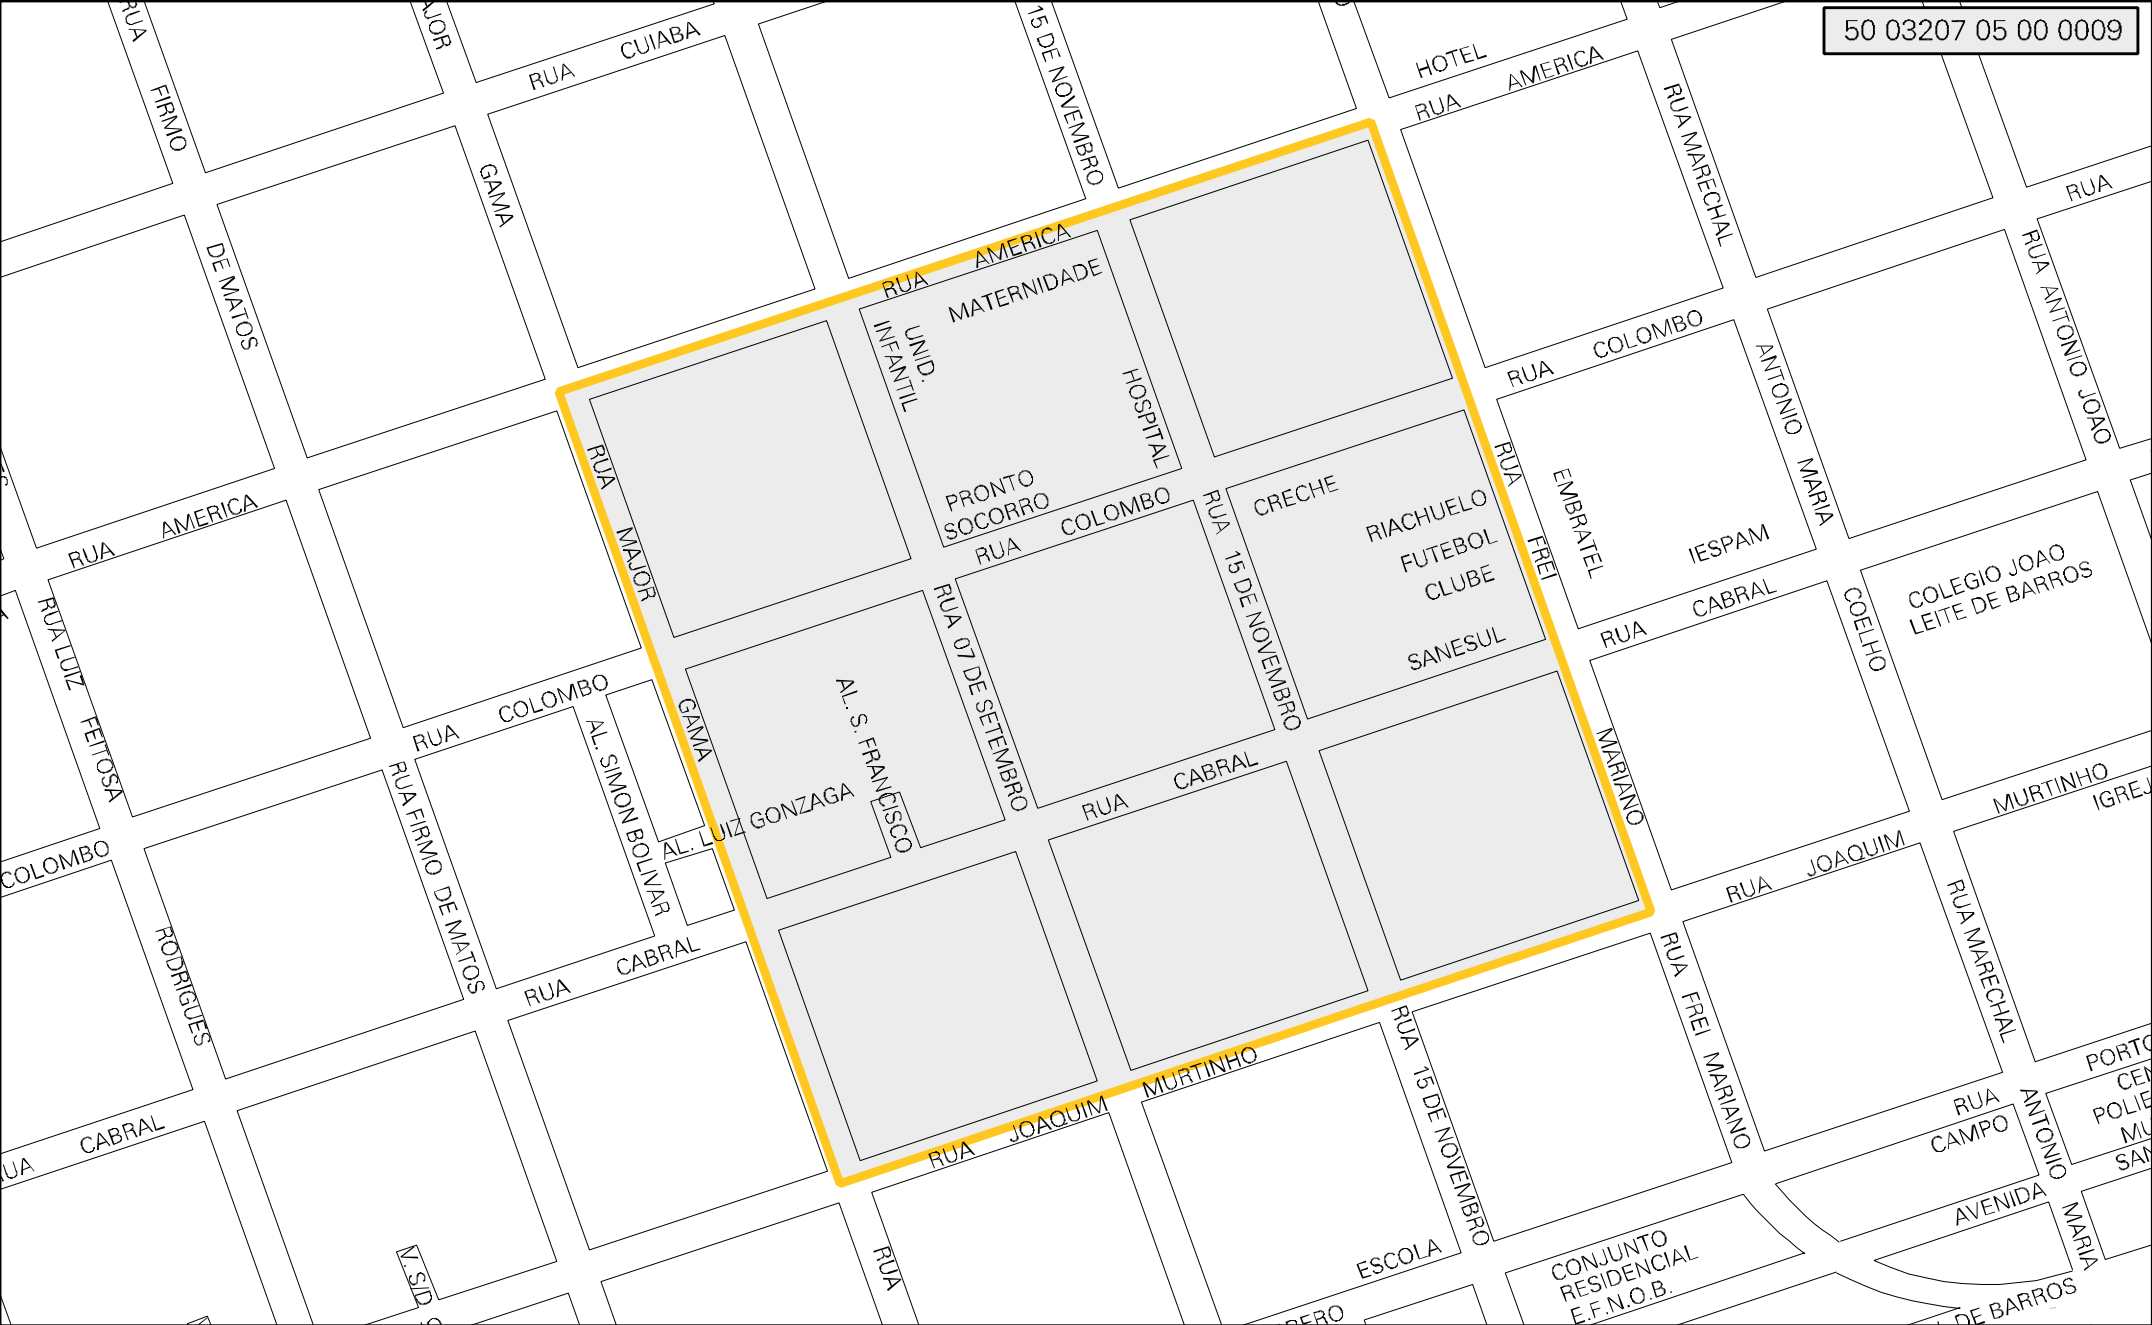 50 03207 05 00 0009
RUA FIRMO DE MATOS
GAMA
RUA CUIABA
15 DE NOVEMBRO
HOTEL
RUA AMERICA
RUA MARECHAL
RUA
RUA ANTONIO JOAO
RUA AMERICA
MATERNIDADE
UNID.
INFANTIL
HOSPITAL
PRONTO
SOCORRO
RUA COLOMBO
RUA COLOMBO
ANTONIO MARIA
COELHO
RUA MAJOR GAMA
CRECHE
RIACHUELO
FUTEBOL
CLUBE
SANESUL
RUA FREI MARIANO
EMBRATEL
IESPAM
RUA CABRAL
COLEGIO JOAO
LEITE DE BARROS
RUA AMERICA
RUA LUIZ FEITOSA
RODRIGUES
RUA COLOMBO
COLOMBO
AL. SIMON BOLIVAR
RUA FIRMO DE MATOS
AL. LUIZ GONZAGA
AL. S. FRANCISCO
RUA 07 DE SETEMBRO
RUA 15 DE NOVEMBRO
RUA CABRAL
RUA CABRAL
CABRAL
RUA JOAQUIM MURTINHO
RUA JOAQUIM
MURTINHO
RUA MARECHAL
ANTONIO
MARIA
RUA FREI MARIANO
RUA 15 DE NOVEMBRO
RUA
V. S/D
ESCOLA
CONJUNTO
RESIDENCIAL
E.F.N.O.B.
RUA
CAMPO
AVENIDA
DE BARROS